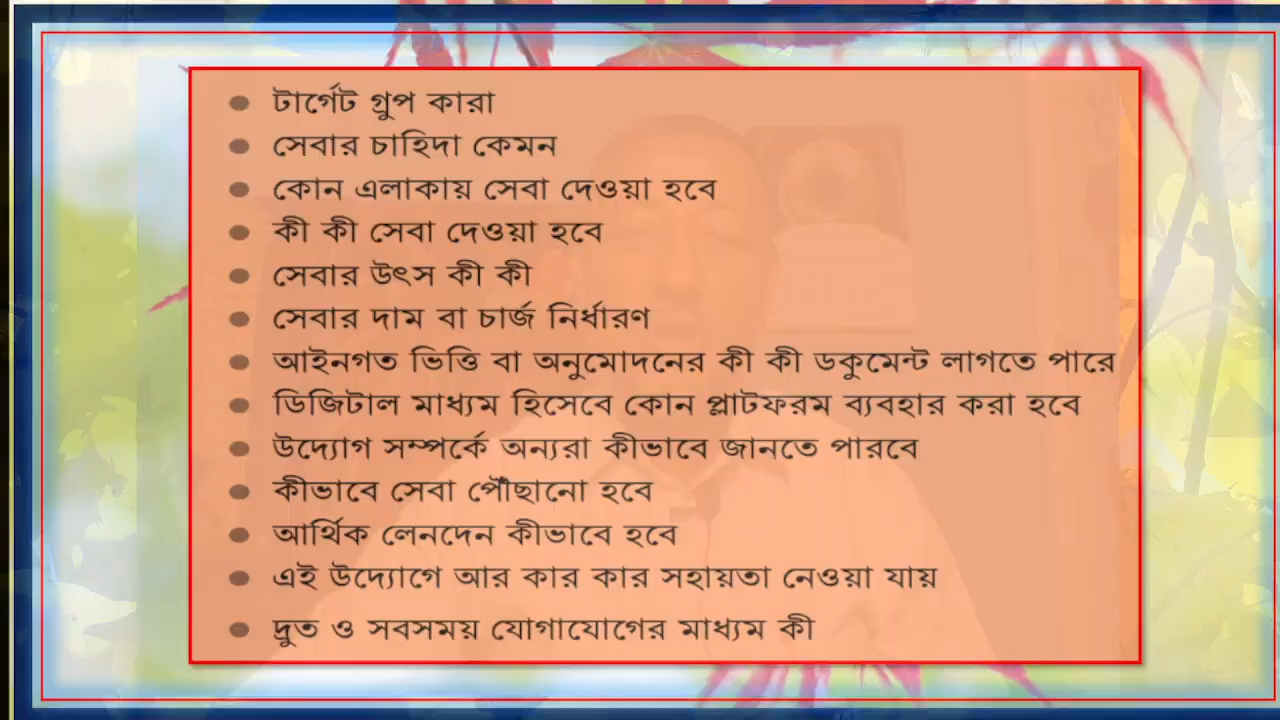 • টার্গেট গ্রুপ কারা
• সেবার চাহিদা কেমন
• কোন এলাকায় সেবা দেওয়া হবে
• কী কী সেবা দেওয়া হবে
• সেবার উৎস কী কী
• সেবার দাম বা চার্জ নির্ধারণ
• আইনগত ভিত্তি বা অনুমোদনের কী কী ডকুমেন্ট লাগতে পারে
• ডিজিটাল মাধ্যম হিসেবে কোন প্লাটফরম ব্যবহার করা হবে
• উদ্যোগ সম্পর্কে অন্যরা কীভাবে জানতে পারবে
• কীভাবে সেবা পৌঁছানো হবে
• আর্থিক লেনদেন কীভাবে হবে
• এই উদ্যোগে আর কার কার সহায়তা নেওয়া যায়
• দ্রুত ও সবসময় যোগাযোগের মাধ্যম কী